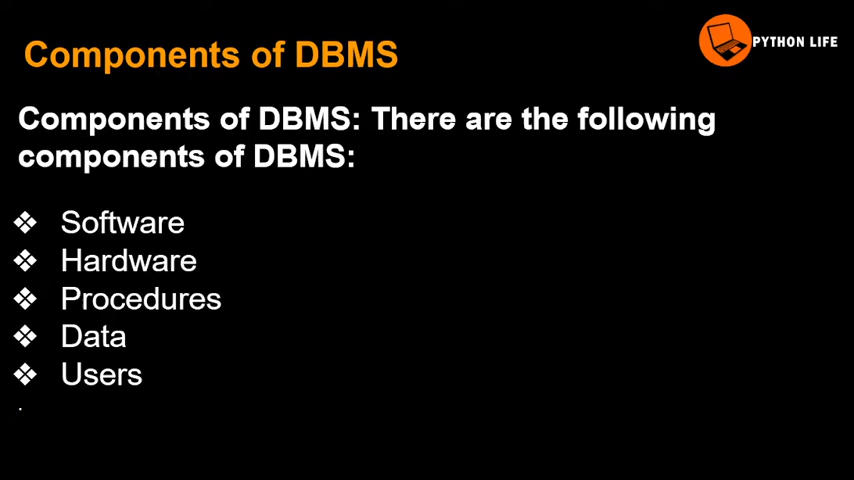 Components of DBMS
PYTHON LIFE
Components of DBMS: There are the following
components of DBMS:
❖ Software
❖ Hardware
❖ Procedures
❖ Data
❖ Users
.